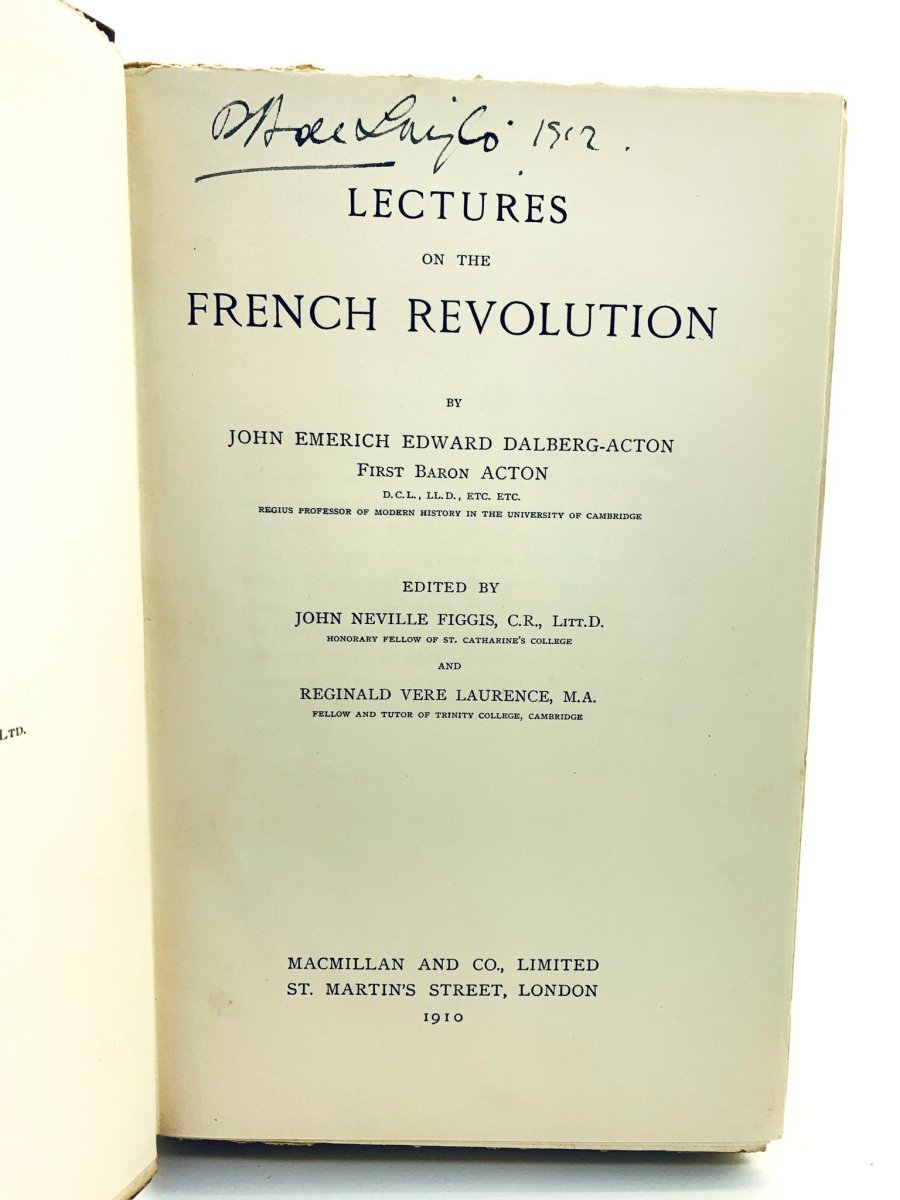 1912.
LECTURES
ON THE
FRENCH REVOLUTION
BY
JOHN EMERICH EDWARD DALBERG-ACTON
FIRST BARON ACTON
D.C.L., LL.D., ETC. ETC.
REGIUS PROFESSOR OF MODERN HISTORY IN THE UNIVERSITY OF CAMBRIDGE
EDITED BY
JOHN NEVILLE FIGGIS, C.R., LITT.D.
HONORARY FELLOW OF ST. CATHARINE'S COLLEGE
AND
REGINALD VERE LAURENCE, M.A.
FELLOW AND TUTOR OF TRINITY COLLEGE, CAMBRIDGE
LTD.
MACMILLAN AND CO., LIMITED
ST. MARTIN'S STREET, LONDON
1910